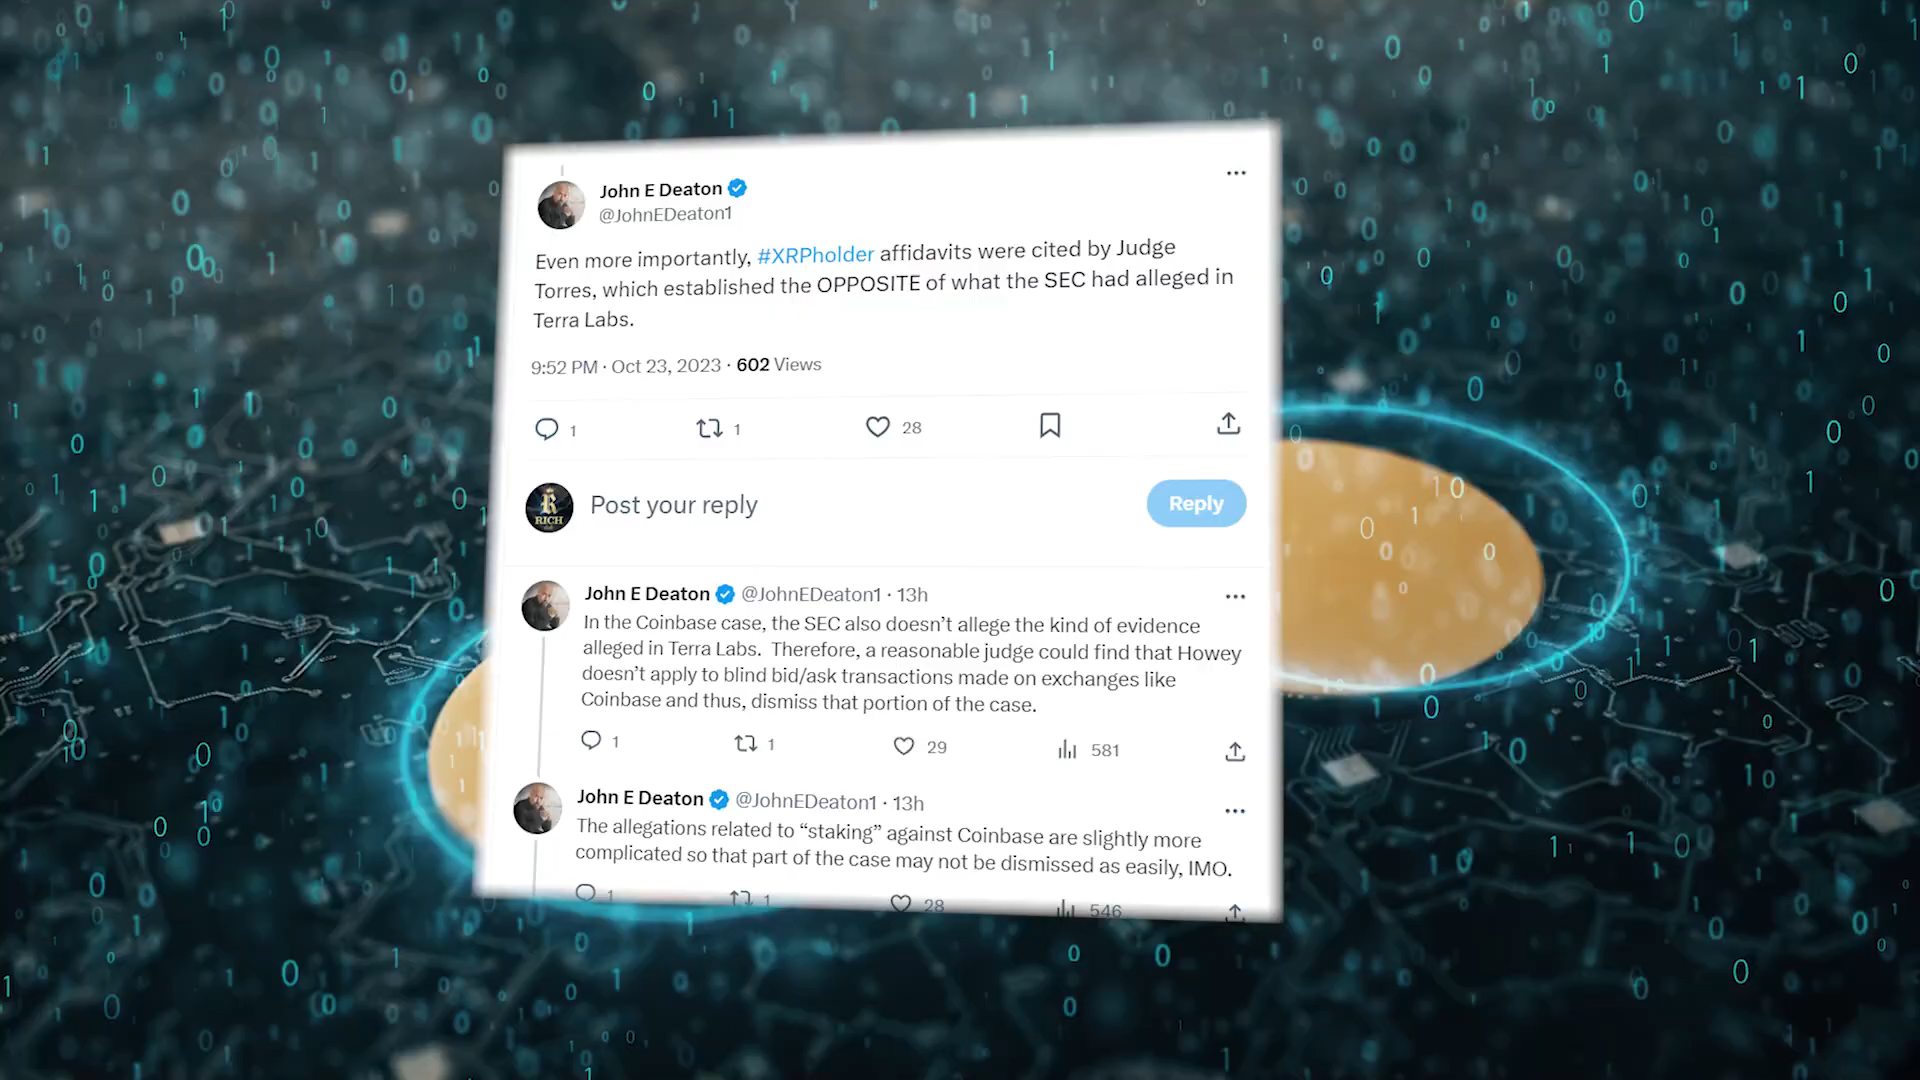 John E Deaton
@JohnEDeaton1
Even more importantly, #XRPholder affidavits were cited by Judge
Torres, which established the OPPOSITE of what the SEC had alleged in
Terra Labs.
9:52 PM · Oct 23, 2023 · 602 Views
1 1 28
RICH
Post your reply
Reply
John E Deaton @JohnEDeaton1 · 13h
In the Coinbase case, the SEC also doesn’t allege the kind of evidence
alleged in Terra Labs. Therefore, a reasonable judge could find that Howey
doesn’t apply to blind bid/ask transactions made on exchanges like
Coinbase and thus, dismiss that portion of the case.
1 1 29 581
John E Deaton @JohnEDeaton1 · 13h
The allegations related to “staking” against Coinbase are slightly more
complicated so that part of the case may not be dismissed as easily, IMO.
1 1 28 546